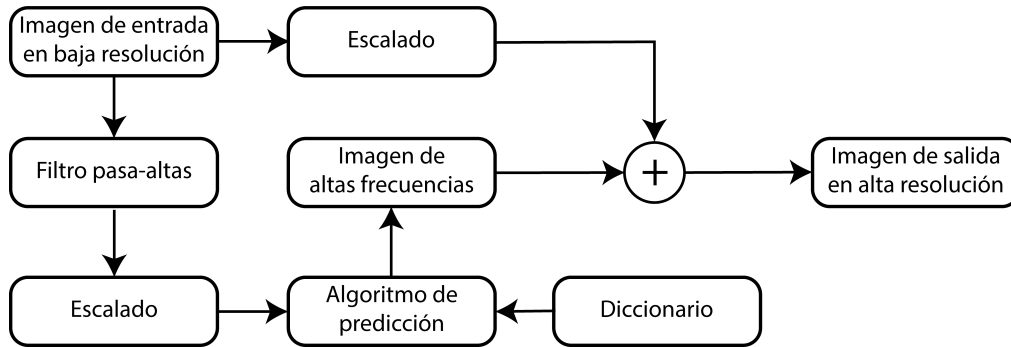 Imagen de entrada
en baja resolución
Escalado
Filtro pasa-altas
Imagen de
altas frecuencias
+
Imagen de salida
en alta resolución
Escalado
Algoritmo de
predicción
Diccionario